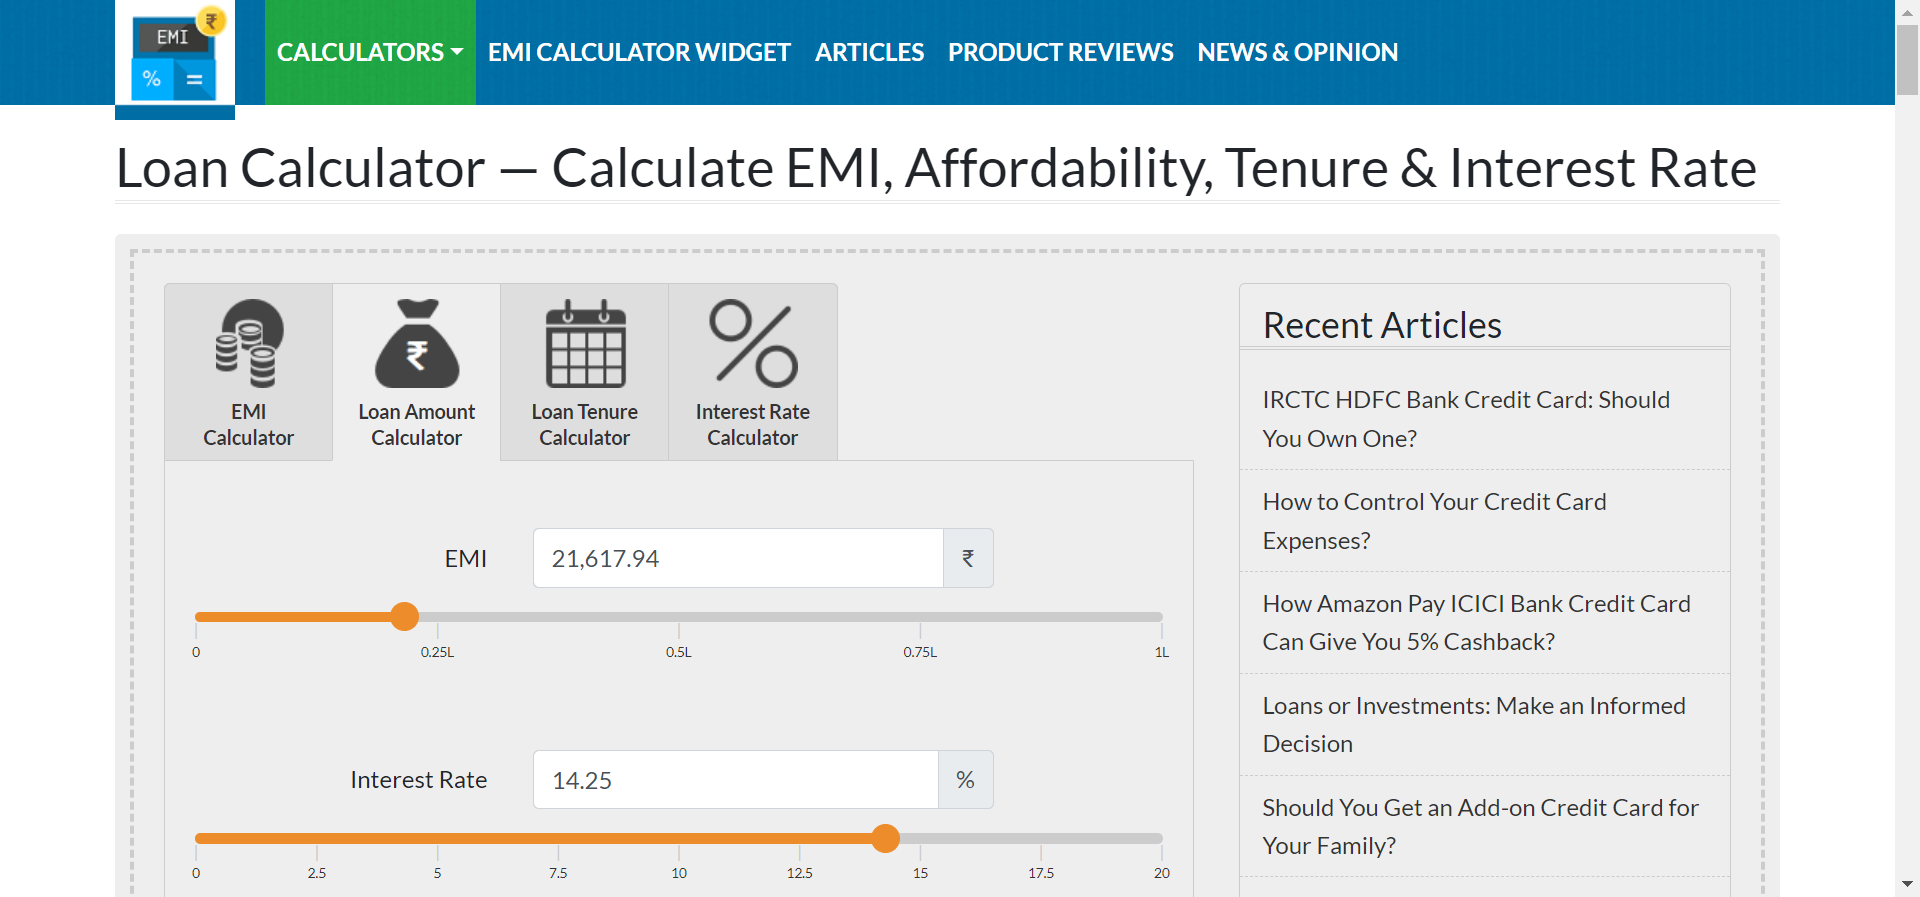 EMI
₹
%
=
CALCULATORS
EMI CALCULATOR WIDGET
ARTICLES
PRODUCT REVIEWS
NEWS & OPINION
Loan Calculator — Calculate EMI, Affordability, Tenure & Interest Rate
EMI
Calculator
₹
Loan Amount
Calculator
Loan Tenure
Calculator
Interest Rate
Calculator
EMI
21,617.94
₹
0
0.25L
0.5L
0.75L
1L
Interest Rate
14.25
%
0
2.5
5
7.5
10
12.5
15
17.5
20
Recent Articles
IRCTC HDFC Bank Credit Card: Should
You Own One?
How to Control Your Credit Card
Expenses?
How Amazon Pay ICICI Bank Credit Card
Can Give You 5% Cashback?
Loans or Investments: Make an Informed
Decision
Should You Get an Add-on Credit Card for
Your Family?